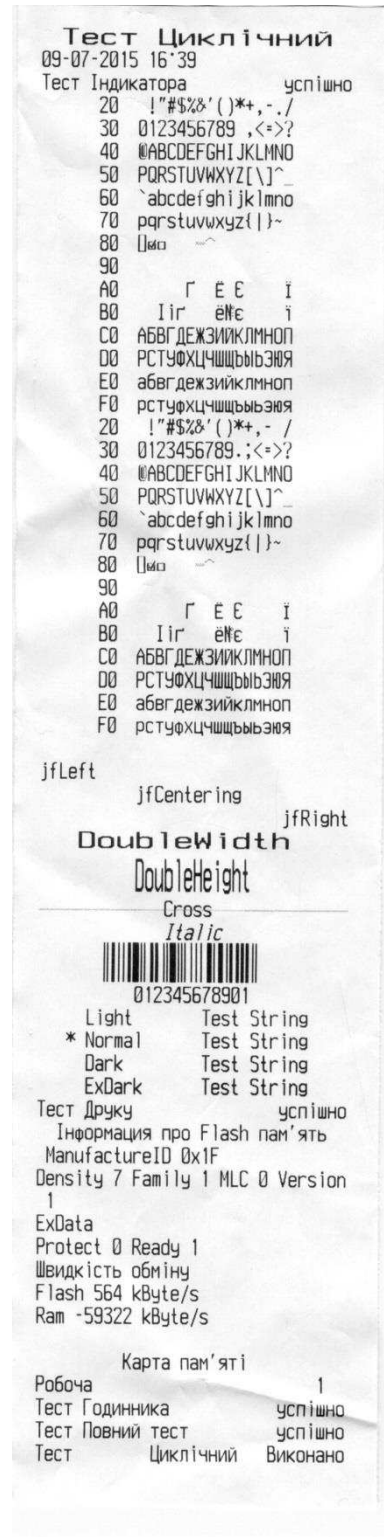 Тест Циклічний
09-07-2015 16:39
Тест Індикатора успішно
20 !"#$%&'()*+,-./
30 0123456789 ,<=>?
40 @ABCDEFGHIJKLMNO
50 PQRSTUVWXYZ[\]^_
60 `abcdefghijklmno
70 pqrstuvwxyz{|}~
80
90
A0 Ґ Ё Є Ї
B0 Ііґ ё№є ї
C0 АБВГДЕЖЗИЙКЛМНОП
D0 РСТУФХЦЧШЩЪЫЬЭЮЯ
E0 абвгдежзийклмноп
F0 рстуфхцчшщъыьэюя
20 !"#$%&'()*+,- /
30 0123456789.;<=>?
40 @ABCDEFGHIJKLMNO
50 PQRSTUVWXYZ[\]^_
60 `abcdefghijklmno
70 pqrstuvwxyz{|}~
80
90
A0 Ґ Ё Є Ї
B0 Ііґ ё№є ї
C0 АБВГДЕЖЗИЙКЛМНОП
D0 РСТУФХЦЧШЩЪЫЬЭЮЯ
E0 абвгдежзийклмноп
F0 рстуфхцчшщъыьэюя
jfLeft
jfCentering
jfRight
DoubleWidth
DoubleHeight
Cross
Italic
012345678901
Light Test String
* Normal Test String
Dark Test String
ExDark Test String
Тест Друку успішно
Інформация про Flash пам'ять
ManufactureID 0x1F
Density 7 Family 1 MLC 0 Version
1
ExData
Protect 0 Ready 1
Швидкість обміну
Flash 564 kByte/s
Ram -59322 kByte/s
Карта пам'яті
Робоча 1
Тест Годинника успішно
Тест Повний тест успішно
Тест Циклічний Виконано